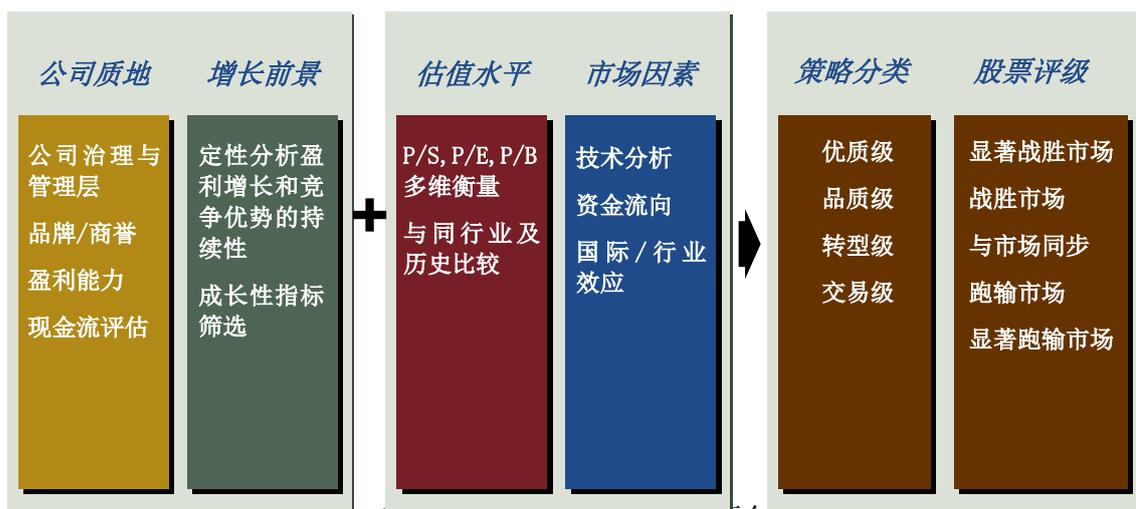 公司质地
公司治理与
管理层
品牌/商誉
盈利能力
现金流评估
增长前景
定性分析盈
利增长和竞
争优势的持
续性
成长性指标
筛选
+
估值水平
P/S, P/E, P/B
多维衡量
与同行业及
历史比较
市场因素
技术分析
资金流向
国际/行业
效应
策略分类
优质级
品质级
转型级
交易级
股票评级
显著战胜市场
战胜市场
与市场同步
跑输市场
显著跑输市场